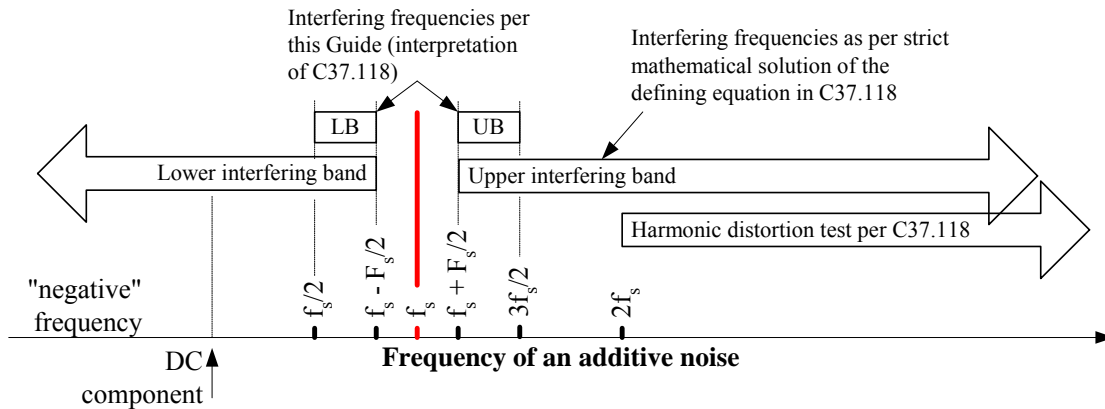 Interfering frequencies per
this Guide (interpretation
of C37.118)
Interfering frequencies as per strict
mathematical solution of the
defining equation in C37.118
LB
UB
Lower interfering band
Upper interfering band
Harmonic distortion test per C37.118
"negative"
frequency
f_s/2
f_s - F_s/2
f_s
f_s + F_s/2
3f_s/2
2f_s
DC
component
Frequency of an additive noise